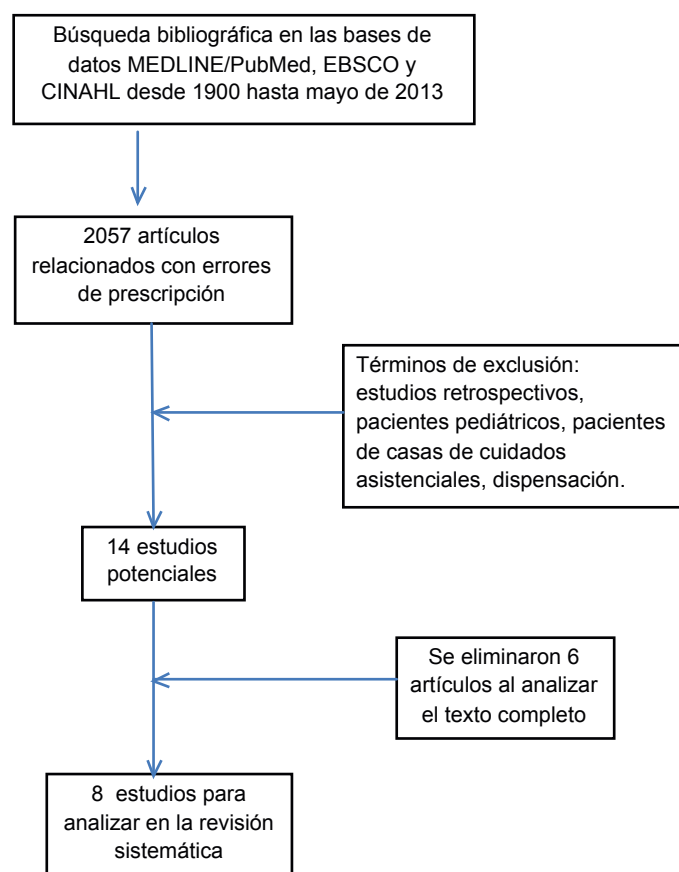 Búsqueda bibliográfica en las bases de
datos MEDLINE/PubMed, EBSCO y
CINAHL desde 1900 hasta mayo de 2013
2057 artículos
relacionados con errores
de prescripción
Términos de exclusión:
estudios retrospectivos,
pacientes pediátricos, pacientes
de casas de cuidados
asistenciales, dispensación.
14 estudios
potenciales
Se eliminaron 6
artículos al analizar
el texto completo
8 estudios para
analizar en la revisión
sistemática